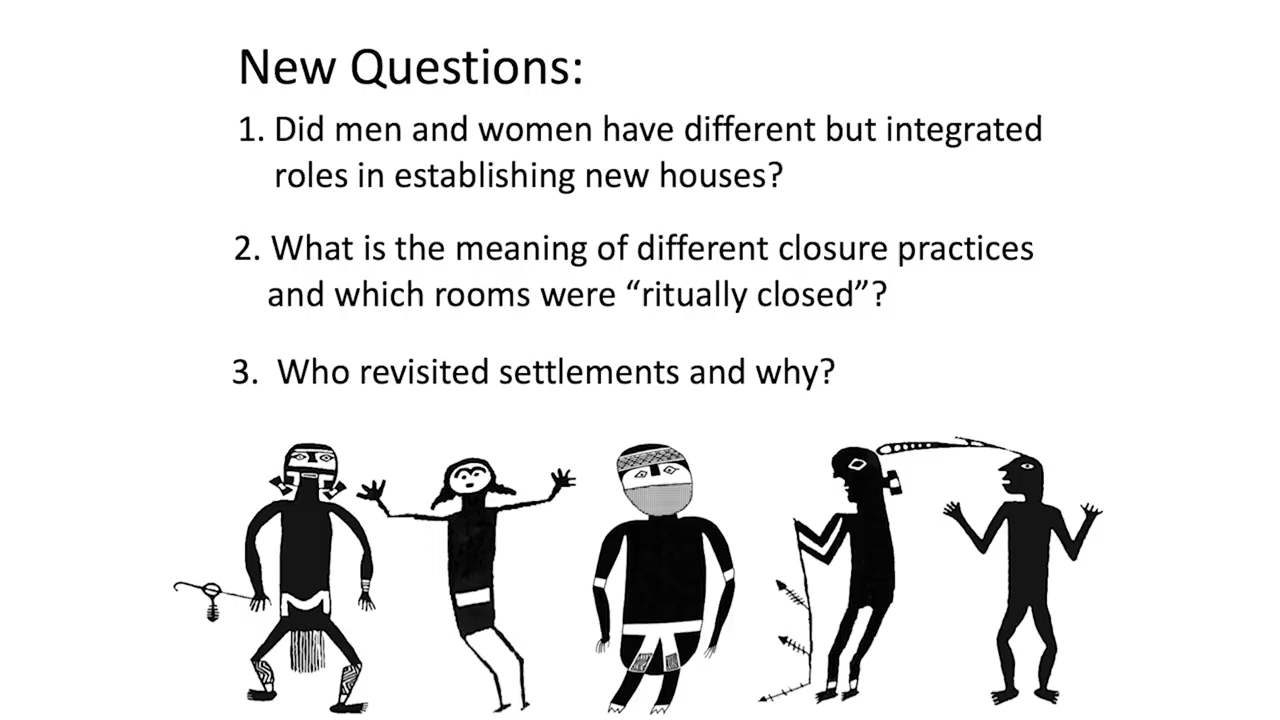 New Questions:
1. Did men and women have different but integrated
roles in establishing new houses?
2. What is the meaning of different closure practices
and which rooms were “ritually closed”?
3. Who revisited settlements and why?